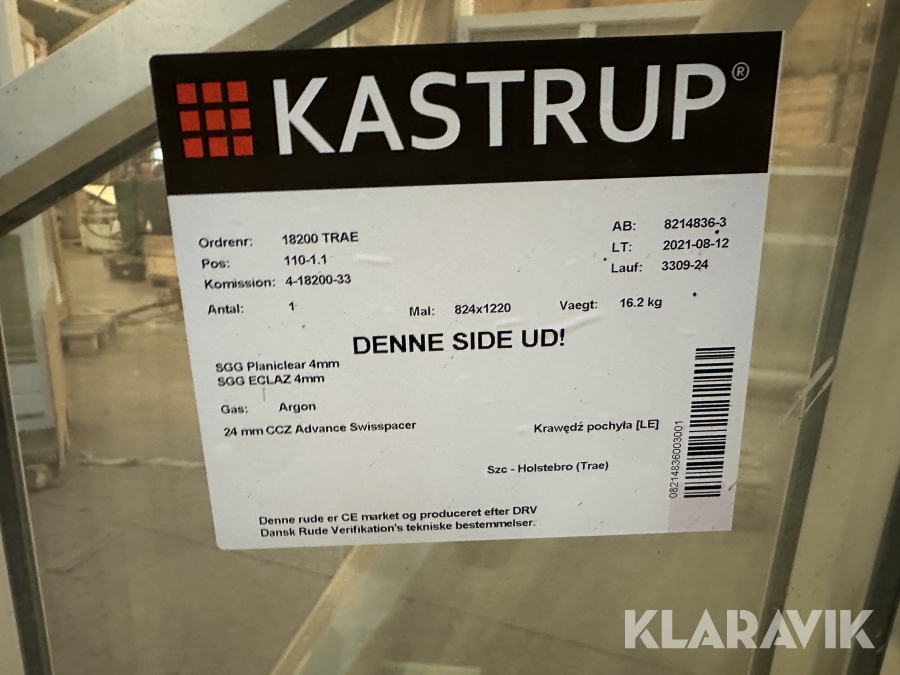 KASTRUP®
Ordrenr: 18200 TRAE
AB: 8214836-3
Pos: 110-1.1
LT: 2021-08-12
Komission: 4-18200-33
Lauf: 3309-24
Antal: 1 Mal: 824x1220 Vaegt: 16.2 kg
DENNE SIDE UD!
SGG Planiclear 4mm
SGG ECLAZ 4mm
Gas: Argon
24 mm CCZ Advance Swisspacer
Krawędź pochyła [LE]
Szc - Holstebro (Trae)
08214836003001
Denne rude er CE market og produceret efter DRV
Dansk Rude Verifikation's tekniske bestemmelser.
KLARAVIK